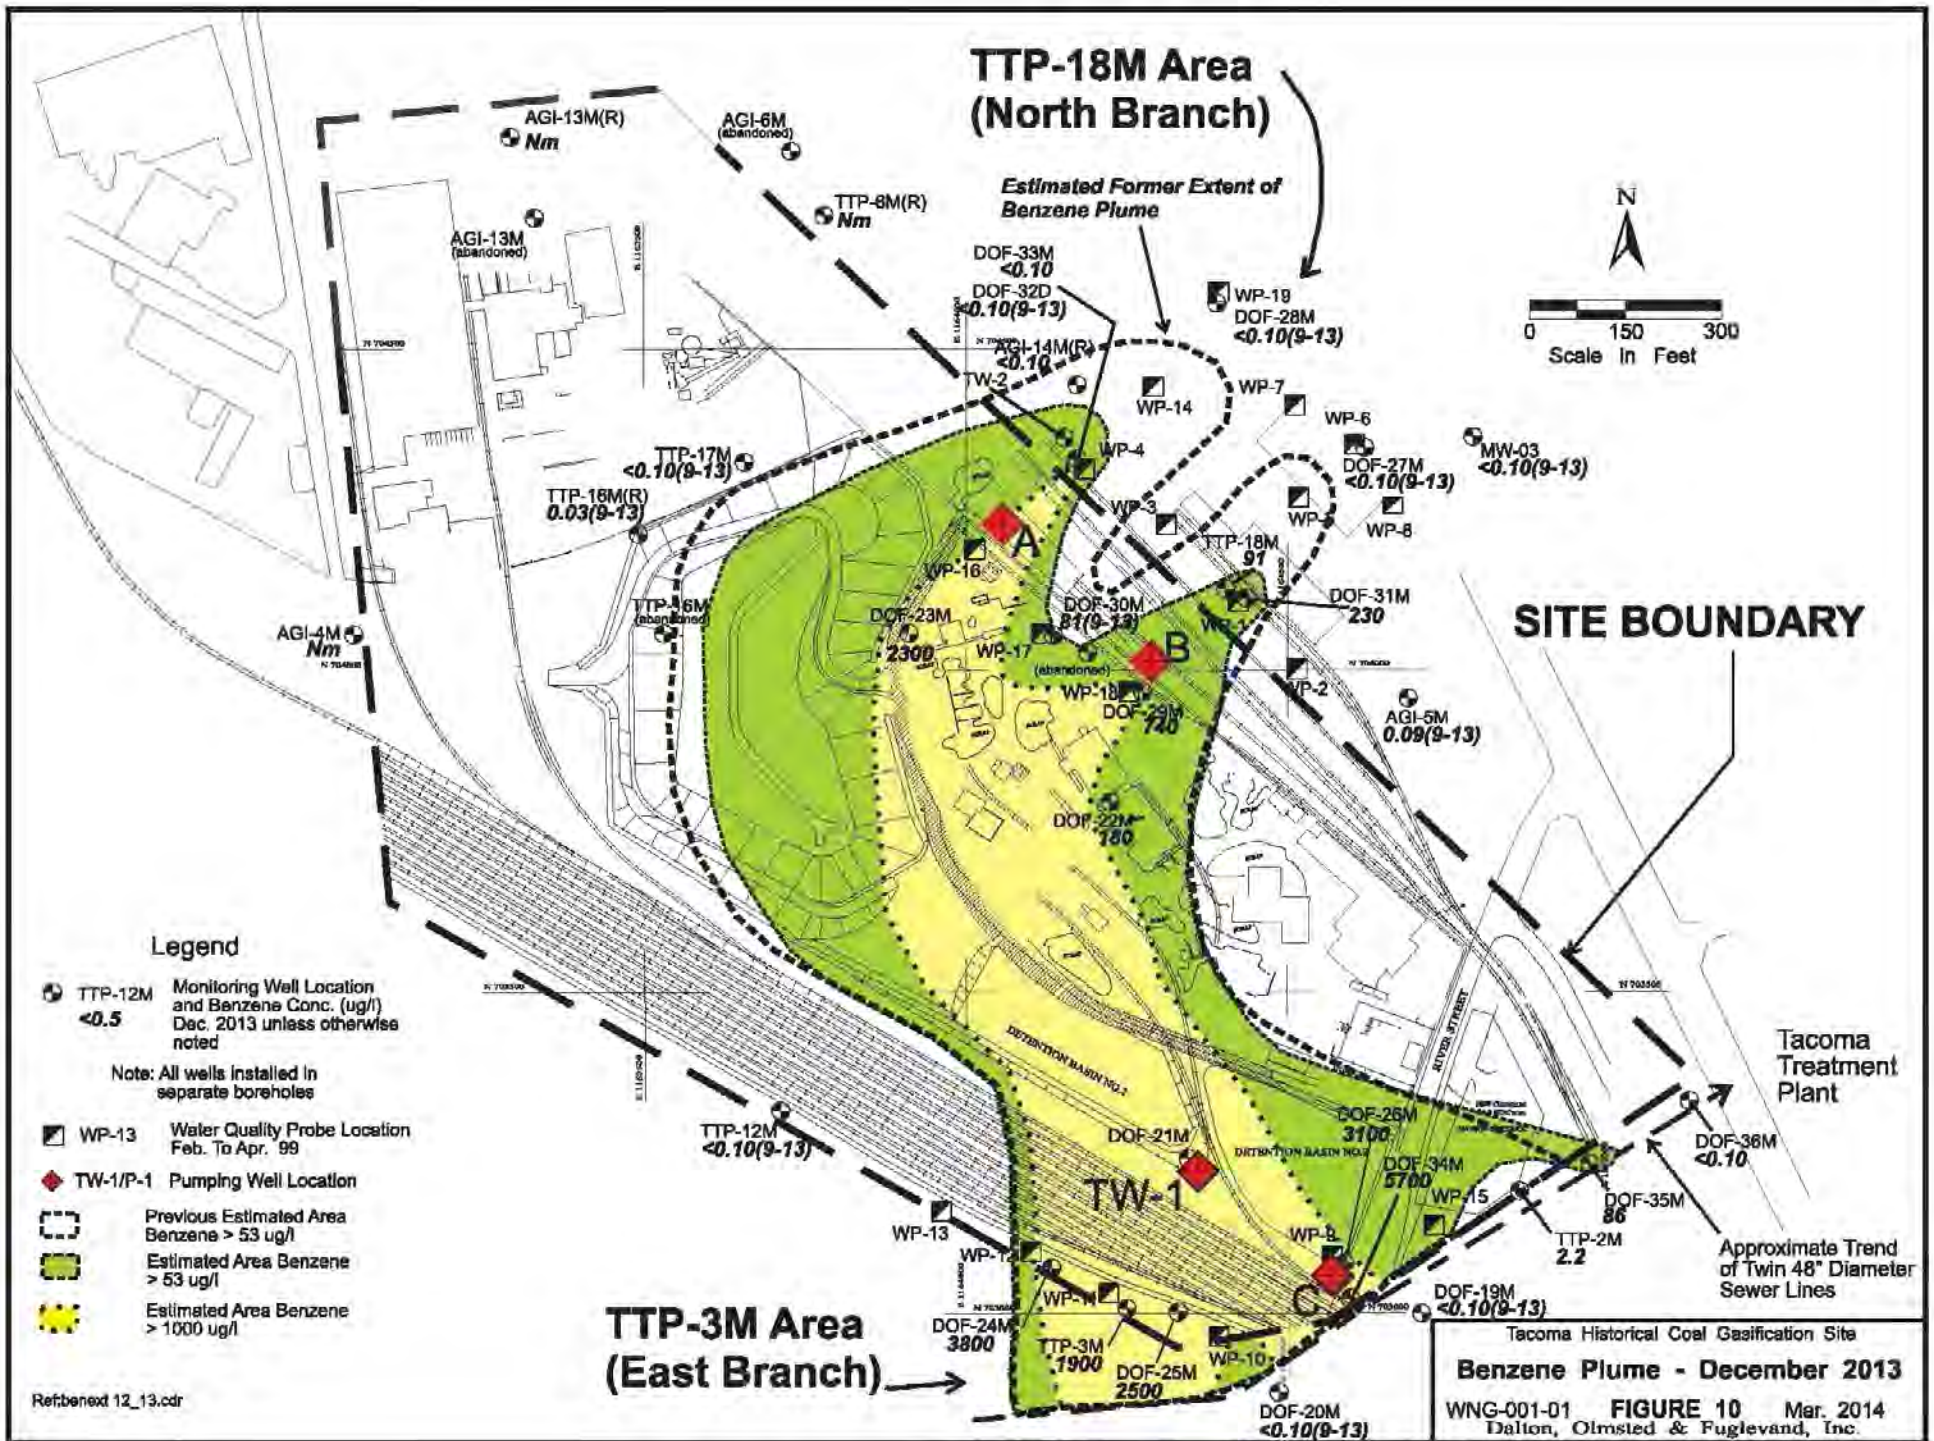 TTP-18M Area
(North Branch)
AGI-13M(R)
Nm
AGI-6M
(abandoned)
TTP-8M(R)
Nm
AGI-13M
(abandoned)
Estimated Former Extent of
Benzene Plume
N
0 150 300
Scale In Feet
DOF-33M
<0.10
DOF-32D
<0.10(9-13)
WP-19
DOF-28M
<0.10(9-13)
AGI-14M(R)
<0.10
TW-2
WP-14
WP-7
WP-6
DOF-27M
<0.10(9-13)
MW-03
<0.10(9-13)
WP-8
WP-4
WP-3
TTP-17M
<0.10(9-13)
TTP-16M(R)
0.03(9-13)
A
WP-16
TTP-18M
91
DOF-31M
230
WP-1
TTP-16M
(abandoned)
AGI-4M
Nm
DOF-23M
2300
DOF-30M
81(9-13)
WP-17
(abandoned)
B
WP-18
DOF-29M
740
WP-2
AGI-5M
0.09(9-13)
SITE BOUNDARY
DOF-22M
180
RIVER STREET
N 703500
N 703500
DETENTION BASIN NO.2
Tacoma
Treatment
Plant
DOF-36M
<0.10
Legend
TTP-12M
<0.5
Monitoring Well Location
and Benzene Conc. (ug/l)
Dec. 2013 unless otherwise
noted
Note: All wells installed in
separate boreholes
WP-13
Water Quality Probe Location
Feb. To Apr. 99
TW-1/P-1 Pumping Well Location
Previous Estimated Area
Benzene > 53 ug/l
Estimated Area Benzene
> 53 ug/l
Estimated Area Benzene
> 1000 ug/l
TTP-12M
<0.10(9-13)
DOF-21M
TW-1
DOF-26M
3100
DOF-34M
5700
WP-15
WP-9
C
DOF-35M
86
TTP-2M
2.2
Approximate Trend
of Twin 48" Diameter
Sewer Lines
WP-13
WP-12
WP-11
DOF-24M
3800
TTP-3M
1900
DOF-25M
2500
WP-10
DOF-19M
<0.10(9-13)
DOF-20M
<0.10(9-13)
TTP-3M Area
(East Branch)
Ref:benext 12_13.cdr
Tacoma Historical Coal Gasification Site
Benzene Plume - December 2013
WNG-001-01 FIGURE 10 Mar. 2014
Dalton, Olmsted & Fuglevand, Inc.